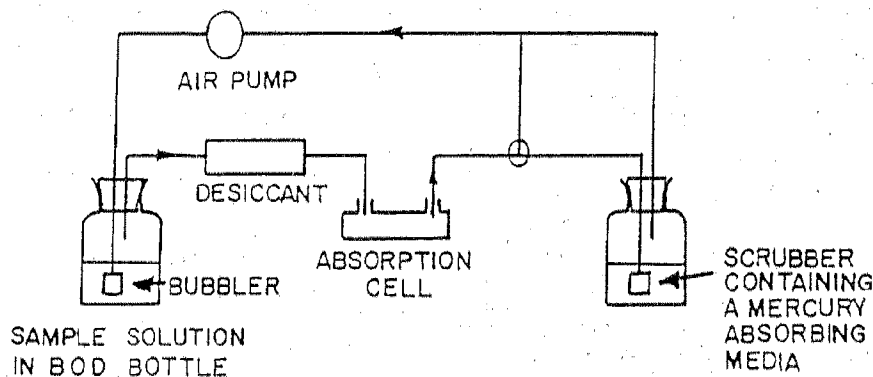 AIR PUMP
DESICCANT
ABSORPTION
CELL
BUBBLER
SAMPLE SOLUTION
IN BOD BOTTLE
SCRUBBER
CONTAINING
A MERCURY
ABSORBING
MEDIA